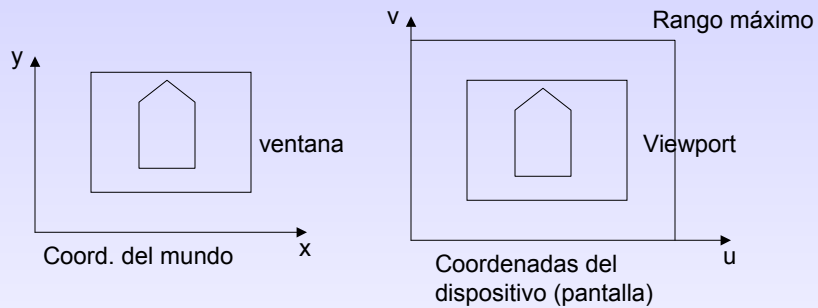 y
ventana
Coord. del mundo
x
v
Rango máximo
Viewport
u
Coordenadas del
dispositivo (pantalla)